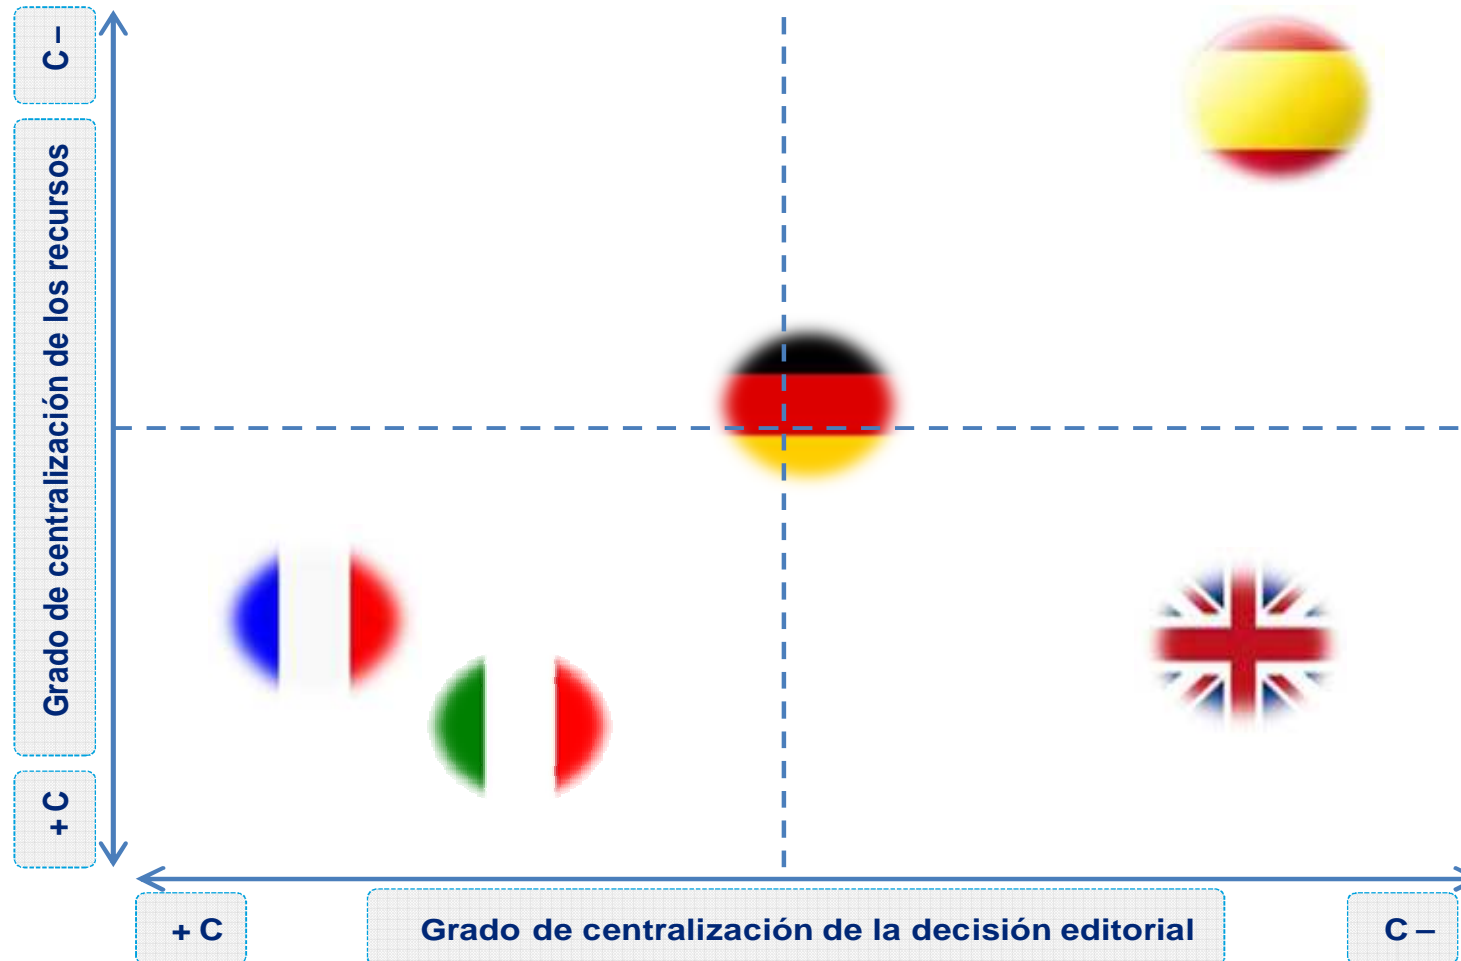 C –
Grado de centralización de los recursos
+ C
+ C
Grado de centralización de la decisión editorial
C –